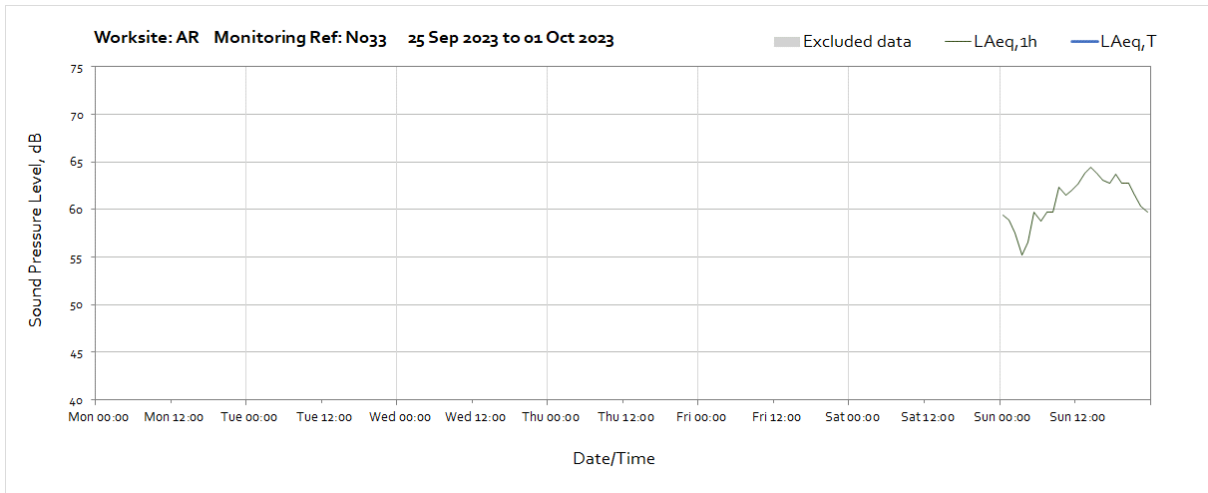 Worksite: AR Monitoring Ref: N033 25 Sep 2023 to 01 Oct 2023
Excluded data LAeq,1h LAeq,T
75
70
65
60
55
50
45
40
Sound Pressure Level, dB
Mon 00:00 Mon 12:00 Tue 00:00 Tue 12:00 Wed 00:00 Wed 12:00 Thu 00:00 Thu 12:00 Fri 00:00 Fri 12:00 Sat 00:00 Sat 12:00 Sun 00:00 Sun 12:00
Date/Time